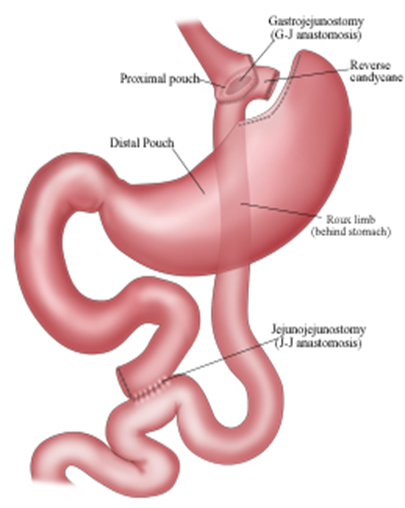 Gastrojejunostomy
(G-J anastomosis)
Reverse
candycane
Proximal pouch
Distal Pouch
Roux limb
(behind stomach)
Jejunojejunostomy
(J-J anastomosis)